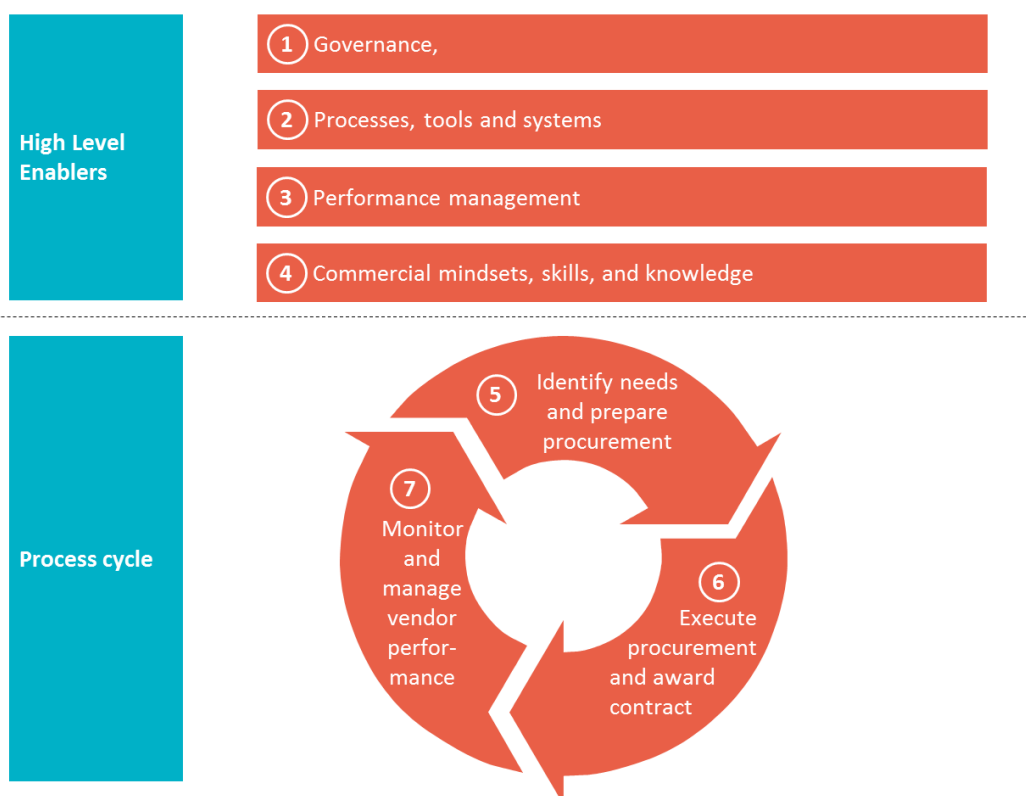 High Level
Enablers
1 Governance,
2 Processes, tools and systems
3 Performance management
4 Commercial mindsets, skills, and knowledge
Process cycle
5
Identify needs
and prepare
procurement
6
Execute
procurement
and award
contract
7
Monitor
and
manage
vendor
perfor-
mance